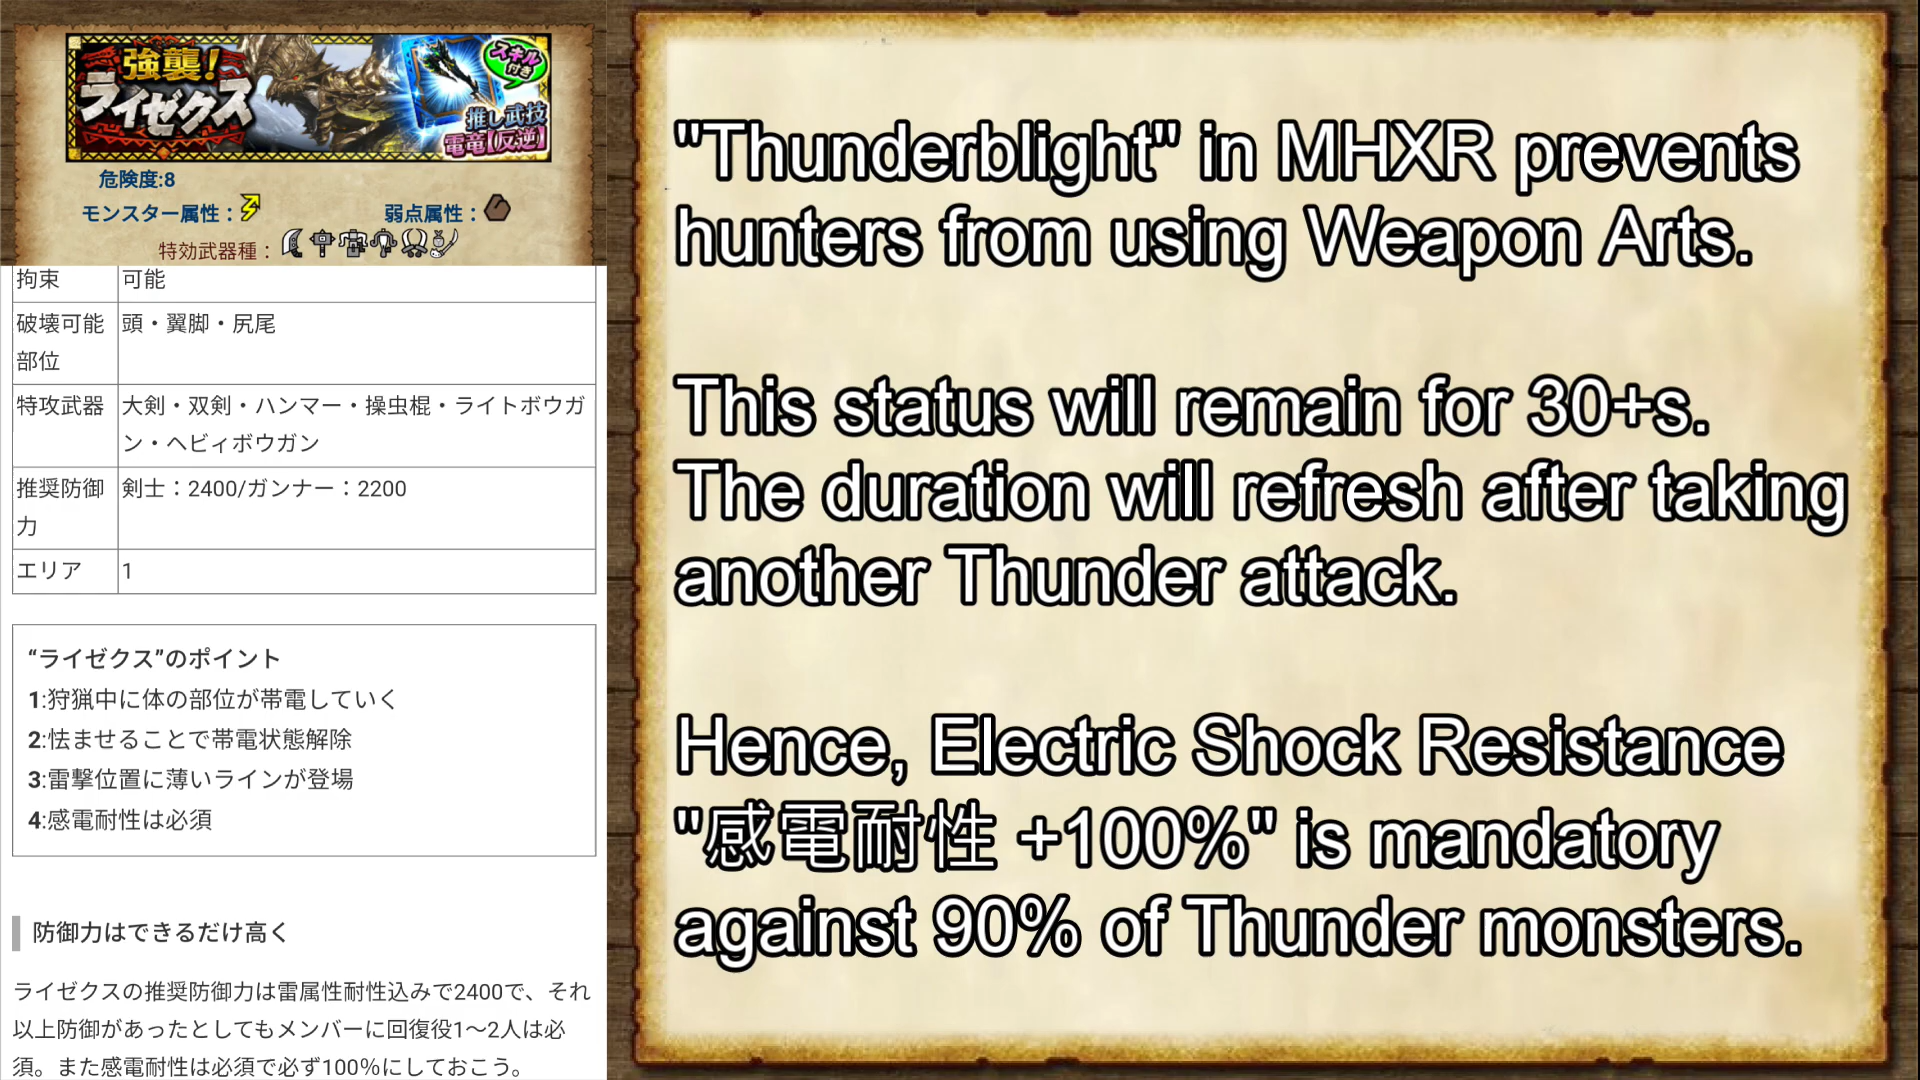 強襲!
ライゼクス
スキル
付き
推し武技
電竜【反逆】
危険度:8
モンスター属性：
弱点属性：
特効武器種：
拘束 可能
破壊可能
部位
頭・翼脚・尻尾
特攻武器
大剣・双剣・ハンマー・操虫棍・ライトボウガ
ン・ヘビィボウガン
推奨防御
力
剣士：2400/ガンナー：2200
エリア 1
“ライゼクス”のポイント
1:狩猟中に体の部位が帯電していく
2:怯ませることで帯電状態解除
3:雷撃位置に薄いラインが登場
4:感電耐性は必須
防御力はできるだけ高く
ライゼクスの推奨防御力は雷属性耐性込みで2400で、それ
以上防御があったとしてもメンバーに回復役1〜2人は必
須。また感電耐性は必須で必ず100％にしておこう。
"Thunderblight" in MHXR prevents
hunters from using Weapon Arts.
This status will remain for 30+s.
The duration will refresh after taking
another Thunder attack.
Hence, Electric Shock Resistance
"感電耐性 +100%" is mandatory
against 90% of Thunder monsters.